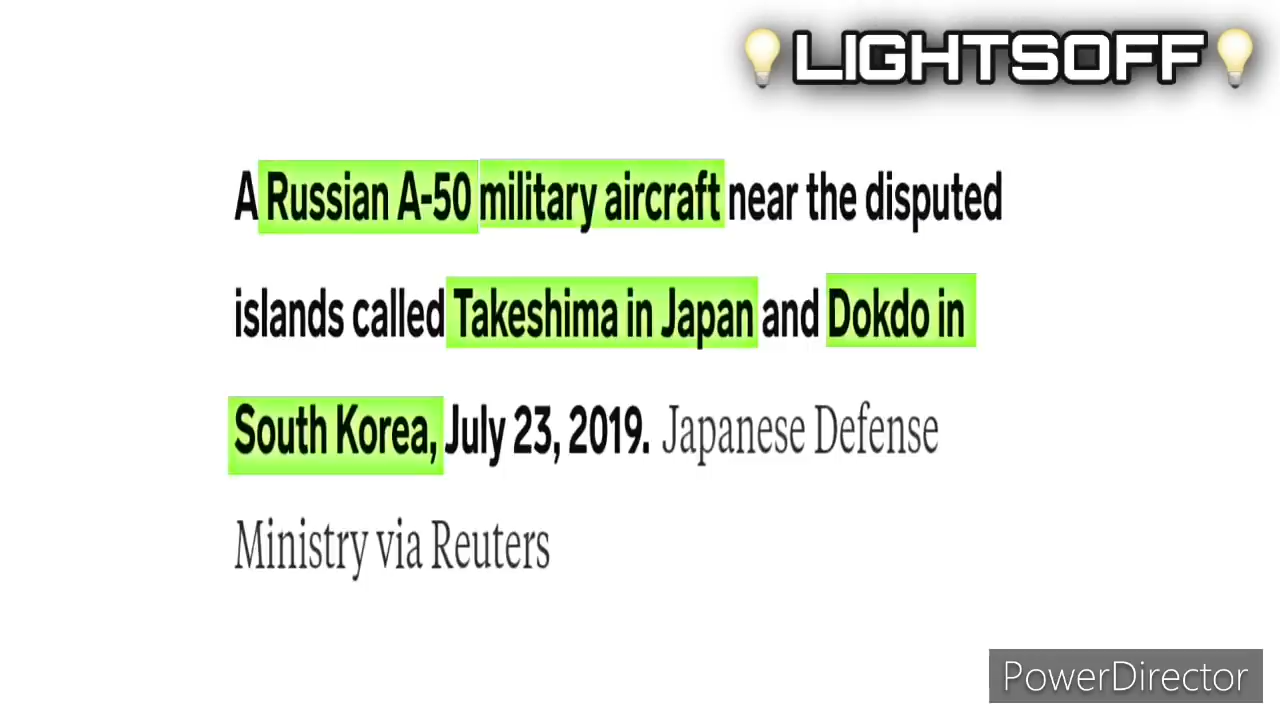 LIGHTSOFF
A Russian A-50 military aircraft near the disputed
islands called Takeshima in Japan and Dokdo in
South Korea, July 23, 2019. Japanese Defense
Ministry via Reuters
PowerDirector